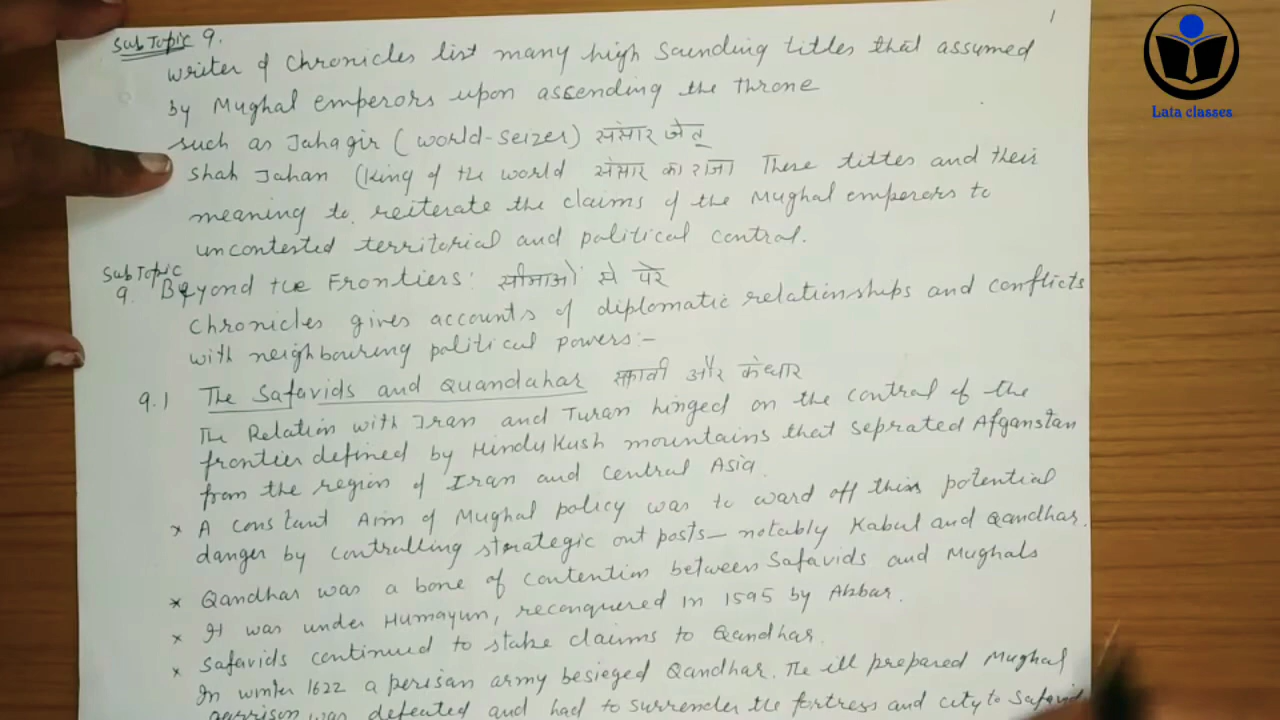 1
Sub Topic 9.
Writer of Chronicles list many high Sounding titles that assumed
by Mughal emperors upon assending the throne
such as Jahagir (world-seizer) संसार जेतृ
Shah Jahan (King of the world संसार का राजा These tittes and their
meaning to reiterate the claims of the Mughal emperors to
uncontested territorial and political control.
Sub Topic
9. Beyond the Frontiers: सीमाओं से परे
Chronicles gives accounts of diplomatic relationships and conflicts
with neighbouring political powers:-
9.1 The Safavids and Quandahar सफावी और कंधार
The Relation with Iran and Turan hinged on the control of the
frontier defined by HinduKush mountains that seprated Afganstan
from the region of Iran and Central Asia.
* A constant Aim of Mughal policy was to ward off this potential
danger by controlling strategic out posts - notably Kabul and Qandhar.
* Qandhar was a bone of contention between Safavids and Mughals
* It was under Humayun, reconquered in 1595 by Akbar.
* Safavids continued to stake claims to Qandhar.
In winter 1622 a perisan army besieged Qandhar. The ill prepared Mughal
garrison was defeated and had to surrender the fortress and city to Safavids
Lata classes